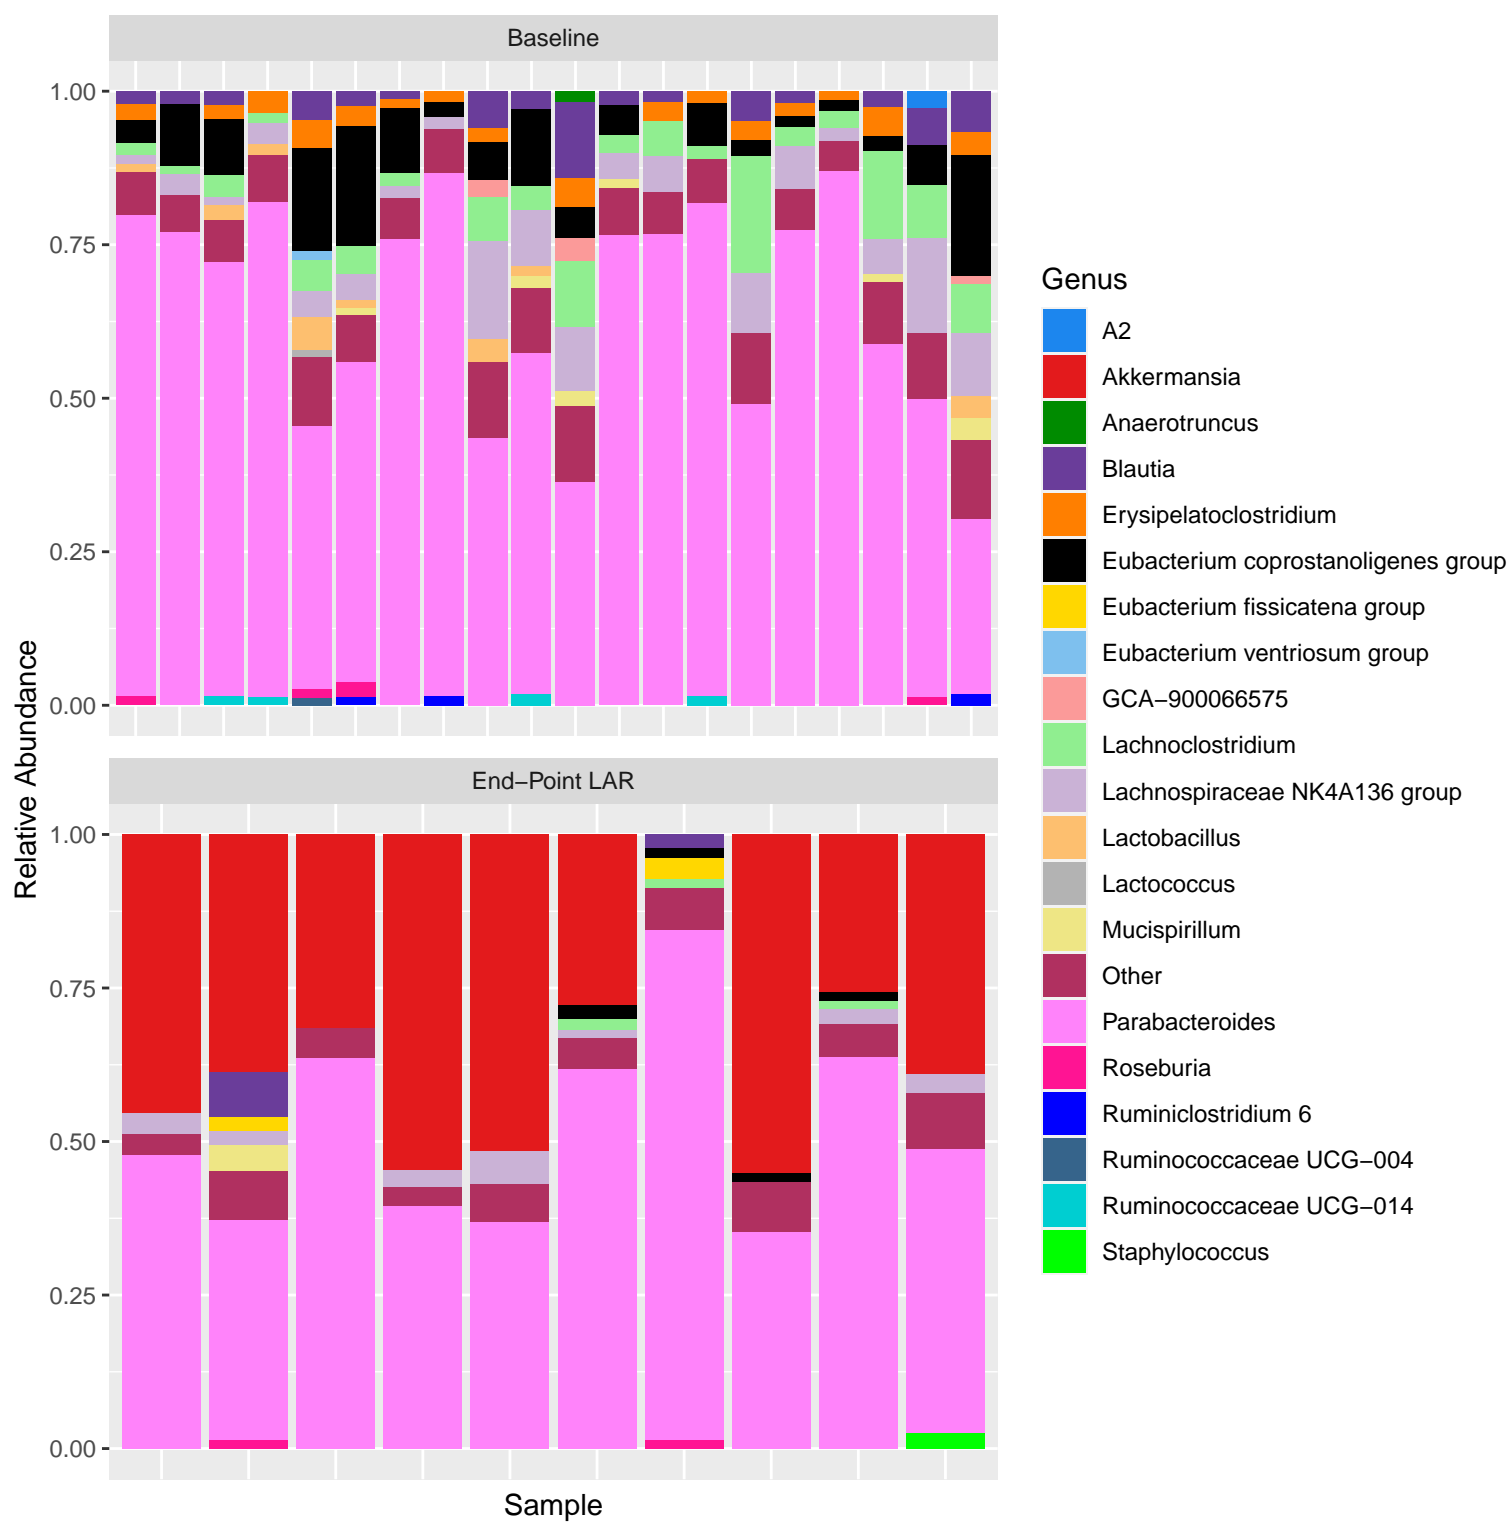 Baseline
1.00
0.75
0.50
0.25
0.00
End−Point LAR
1.00
0.75
0.50
0.25
0.00
Relative Abundance
Sample
Genus
A2
Akkermansia
Anaerotruncus
Blautia
Erysipelatoclostridium
Eubacterium coprostanoligenes group
Eubacterium fissicatena group
Eubacterium ventriosum group
GCA−900066575
Lachnoclostridium
Lachnospiraceae NK4A136 group
Lactobacillus
Lactococcus
Mucispirillum
Other
Parabacteroides
Roseburia
Ruminiclostridium 6
Ruminococcaceae UCG−004
Ruminococcaceae UCG−014
Staphylococcus